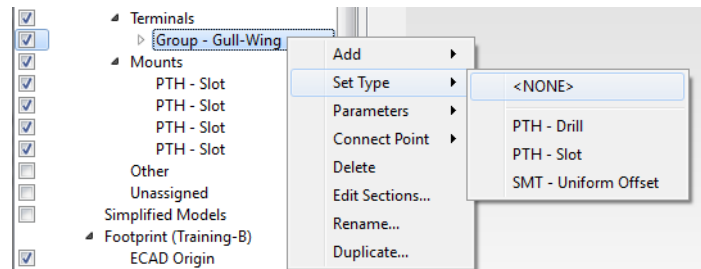 Terminals
Group - Gull-Wing
Mounts
PTH - Slot
PTH - Slot
PTH - Slot
PTH - Slot
Other
Unassigned
Simplified Models
Footprint (Training-B)
ECAD Origin
Add
Set Type
Parameters
Connect Point
Delete
Edit Sections...
Rename...
Duplicate...
<NONE>
PTH - Drill
PTH - Slot
SMT - Uniform Offset